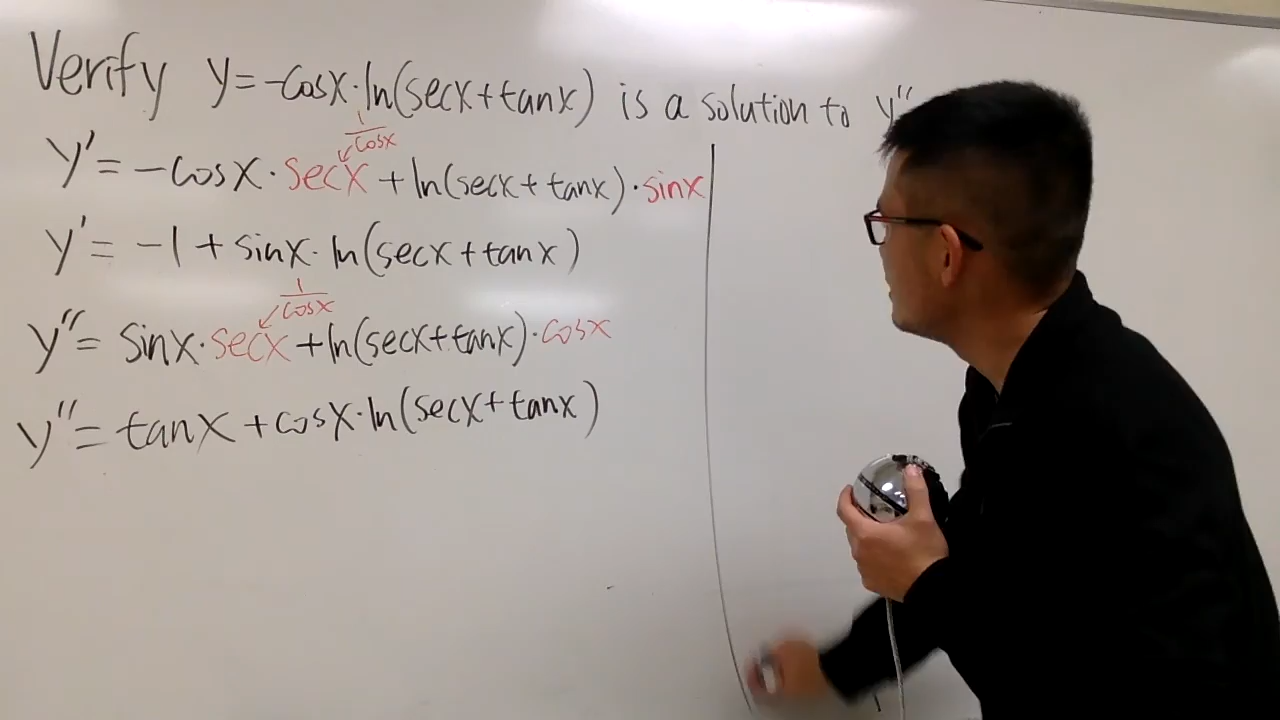 Verify y=-cosx·ln(secx+tanx) is a solution to y''
1/cosx
y'= -cosx·secx+ln(secx+tanx)·sinx
y'= -1+sinx·ln(secx+tanx)
1/cosx
y''= sinx·secx+ln(secx+tanx)·cosx
y''= tanx+cosx·ln(secx+tanx)